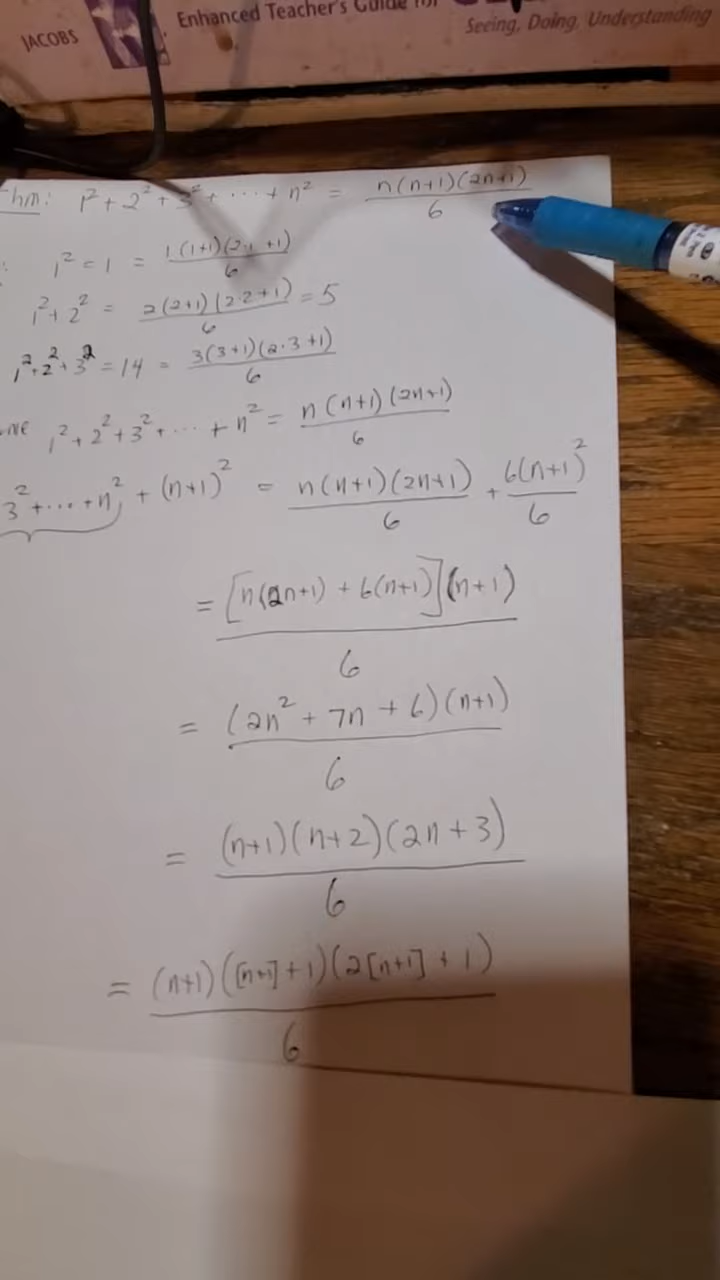 JACOBS
Enhanced Teacher's Guide for
Seeing, Doing, Understanding
Thm: 1² + 2² + 3² + ··· + n² = n(n+1)(2n+1) / 6
1² = 1 = 1(1+1)(2·1+1) / 6
1² + 2² = 2(2+1)(2·2+1) / 6 = 5
1² + 2² + 3² = 14 = 3(3+1)(2·3+1) / 6
1² + 2² + 3² + ··· + n² = n(n+1)(2n+1) / 6
3² + ··· + n² + (n+1)² = n(n+1)(2n+1) / 6 + 6(n+1)² / 6
= [n(2n+1) + 6(n+1)](n+1) / 6
= (2n² + 7n + 6)(n+1) / 6
= (n+1)(n+2)(2n+3) / 6
= (n+1)([n+1]+1)(2[n+1]+1) / 6